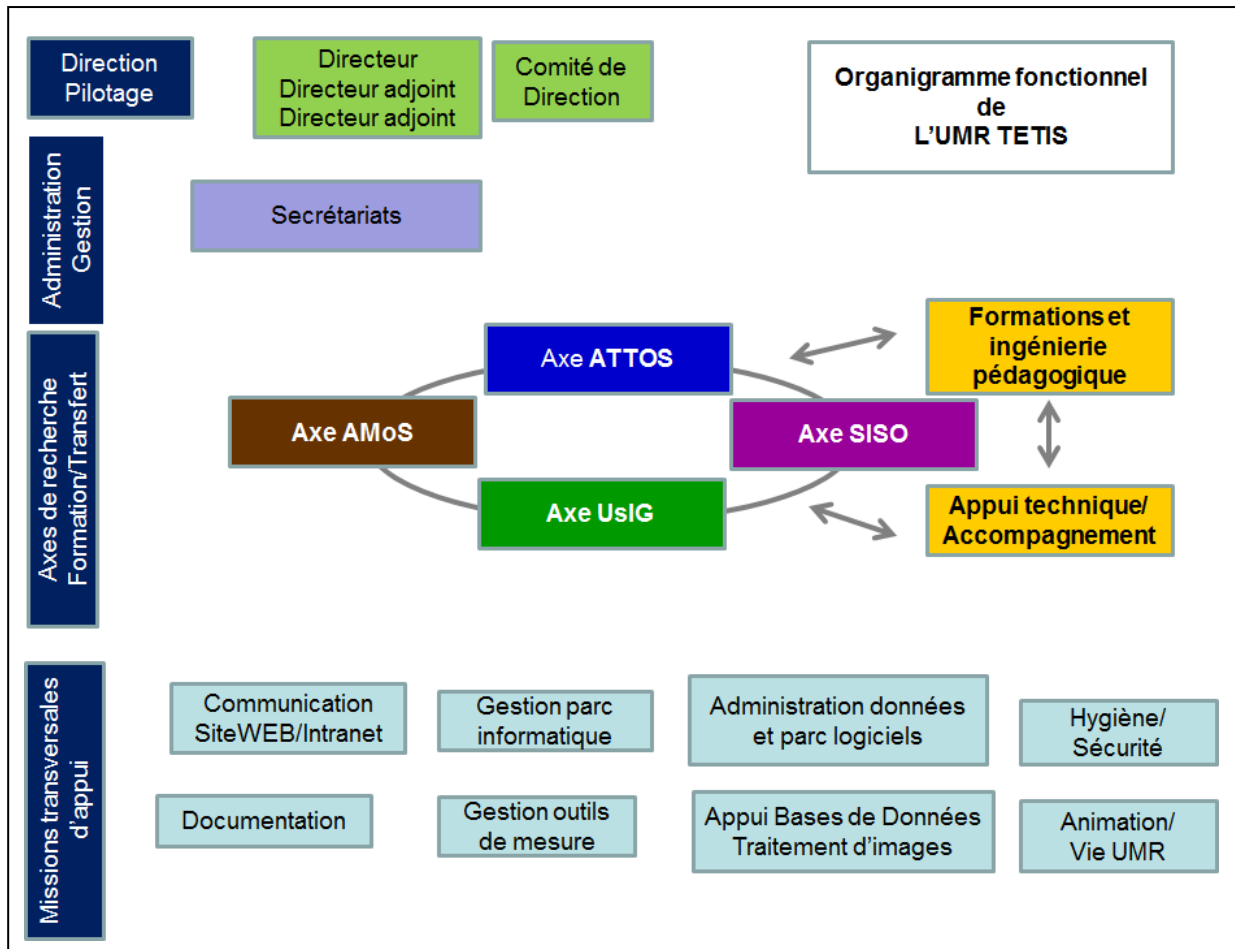 Direction
Pilotage
Directeur
Directeur adjoint
Directeur adjoint
Comité de
Direction
Organigramme fonctionnel
de
L'UMR TETIS
Administration
Gestion
Secrétariats
Axes de recherche
Formation/Transfert
Axe ATTOS
Axe AMoS
Axe SISO
Axe UsIG
Formations et
ingénierie
pédagogique
Appui technique/
Accompagnement
Missions transversales
d'appui
Communication
SiteWEB/Intranet
Gestion parc
informatique
Administration données
et parc logiciels
Hygiène/
Sécurité
Documentation
Gestion outils
de mesure
Appui Bases de Données
Traitement d'images
Animation/
Vie UMR